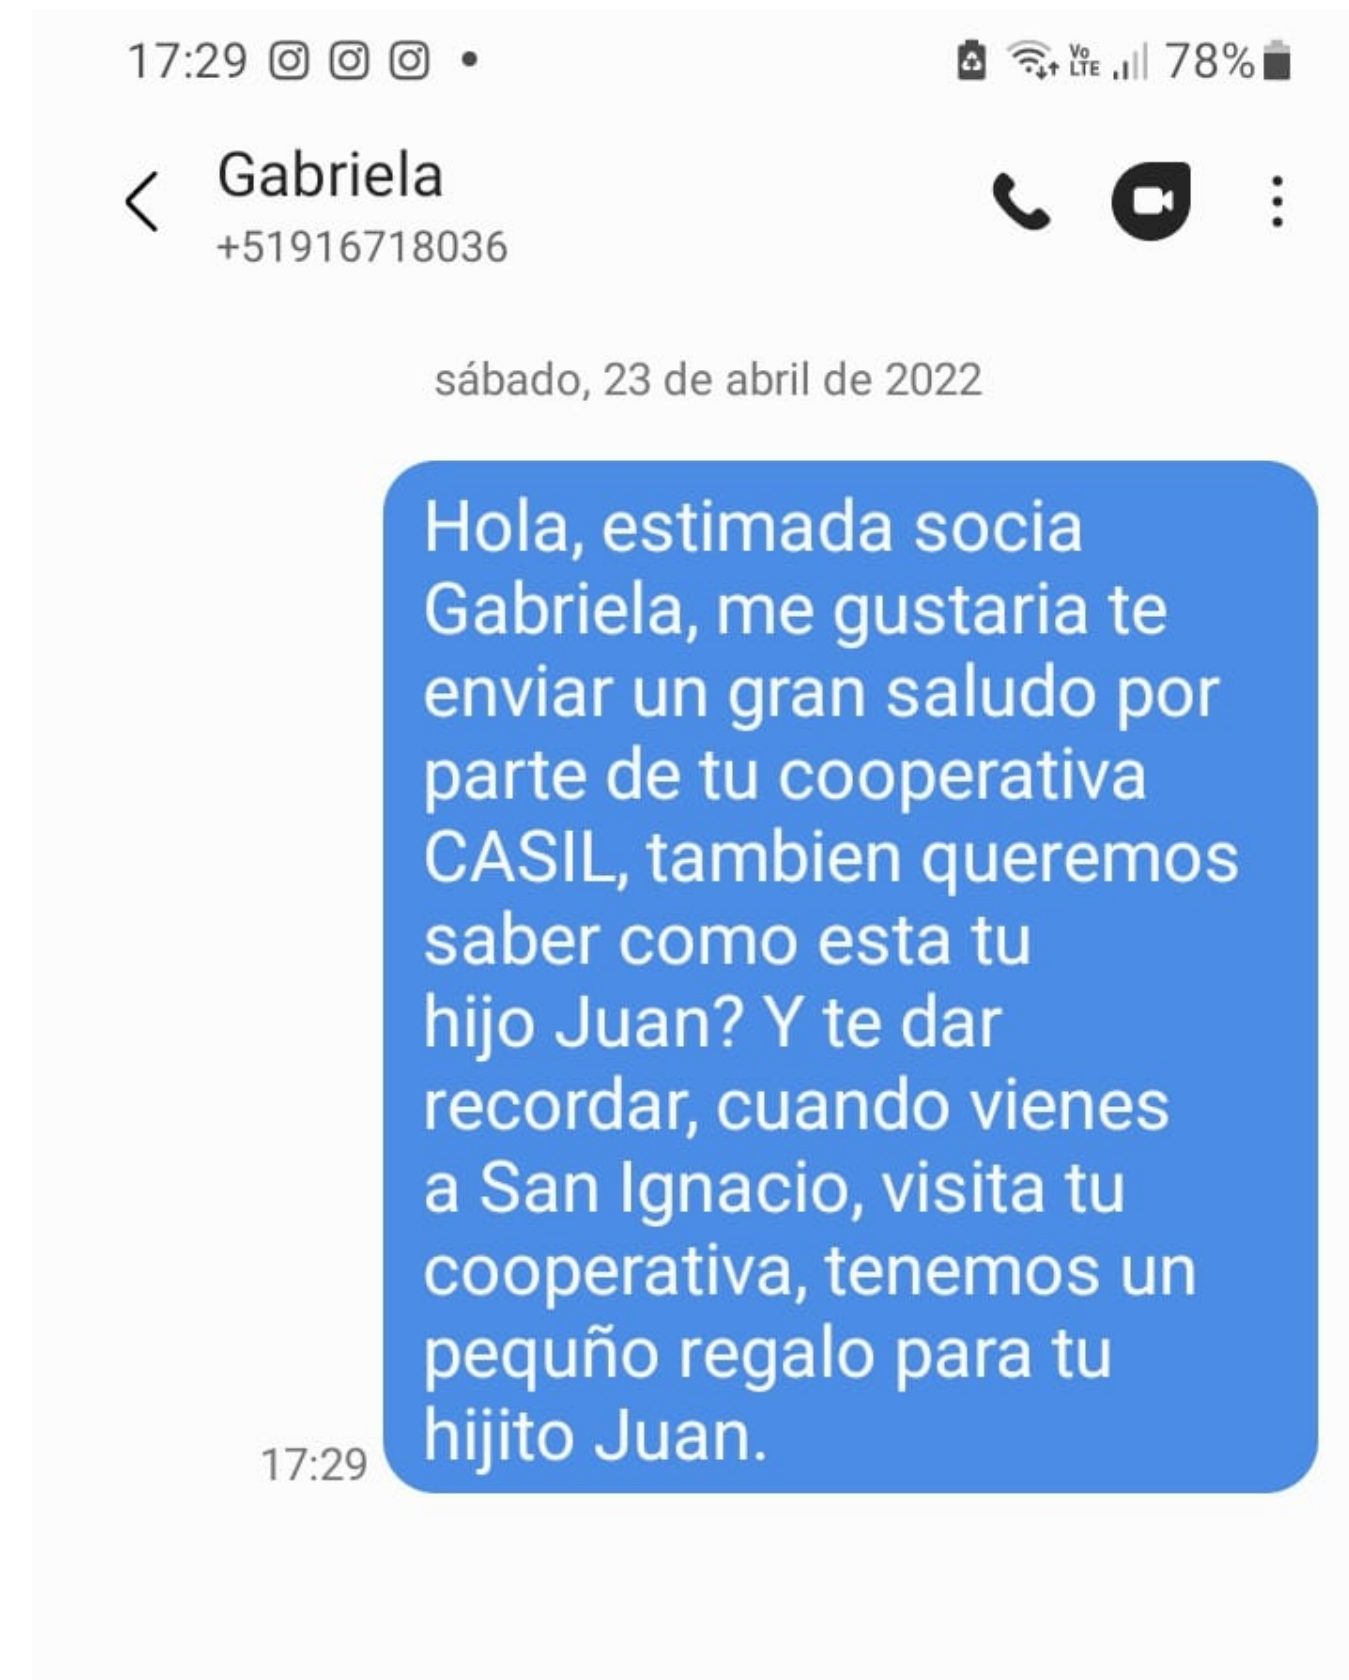 17:29
Vo LTE 78%
Gabriela
+51916718036
sábado, 23 de abril de 2022
Hola, estimada socia
Gabriela, me gustaria te
enviar un gran saludo por
parte de tu cooperativa
CASIL, tambien queremos
saber como esta tu
hijo Juan? Y te dar
recordar, cuando vienes
a San Ignacio, visita tu
cooperativa, tenemos un
pequño regalo para tu
hijito Juan.
17:29